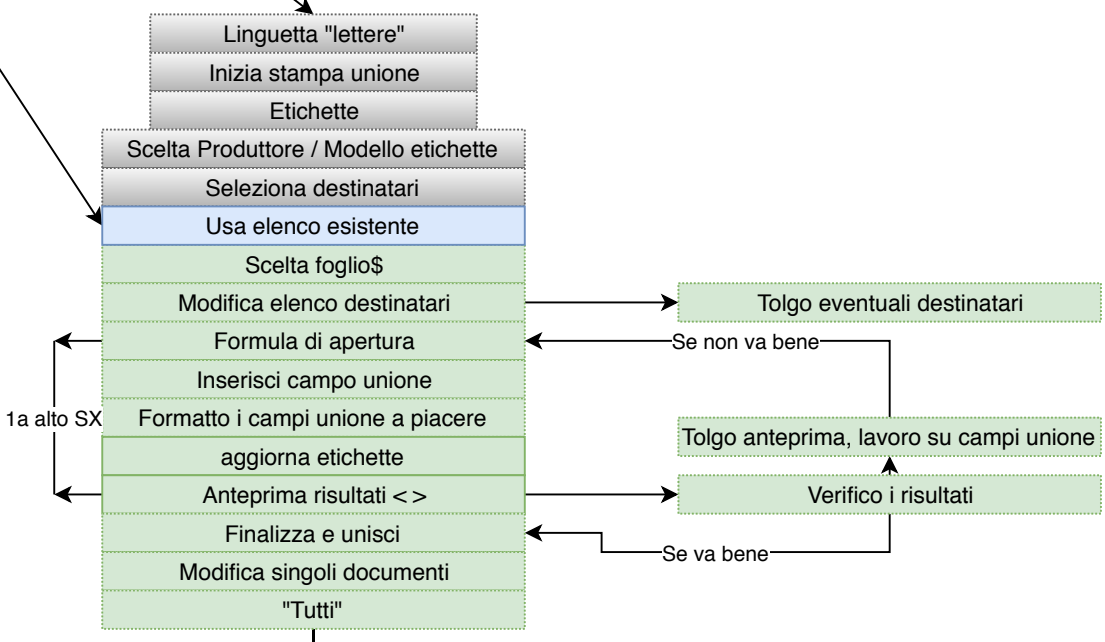 Linguetta "lettere"
Inizia stampa unione
Etichette
Scelta Produttore / Modello etichette
Seleziona destinatari
Usa elenco esistente
Scelta foglio$
Modifica elenco destinatari
Tolgo eventuali destinatari
Formula di apertura
Se non va bene
Inserisci campo unione
1a alto SX
Formatto i campi unione a piacere
Tolgo anteprima, lavoro su campi unione
aggiorna etichette
Anteprima risultati < >
Verifico i risultati
Finalizza e unisci
Se va bene
Modifica singoli documenti
"Tutti"